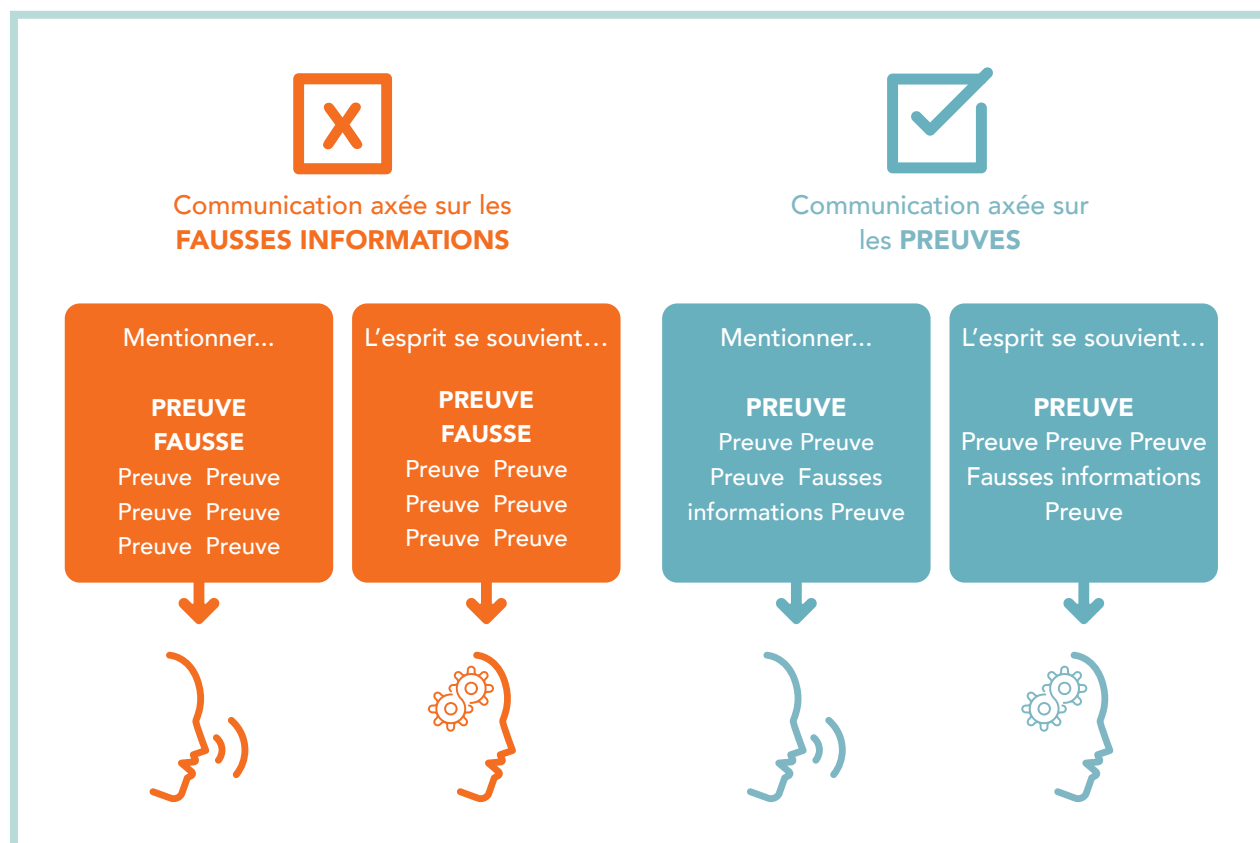 X
Communication axée sur les
FAUSSES INFORMATIONS
Communication axée sur
les PREUVES
Mentionner...
PREUVE
FAUSSE
Preuve Preuve
Preuve Preuve
Preuve Preuve
L’esprit se souvient…
PREUVE
FAUSSE
Preuve Preuve
Preuve Preuve
Preuve Preuve
Mentionner...
PREUVE
Preuve Preuve
Preuve Fausses
informations Preuve
L’esprit se souvient…
PREUVE
Preuve Preuve Preuve
Fausses informations
Preuve